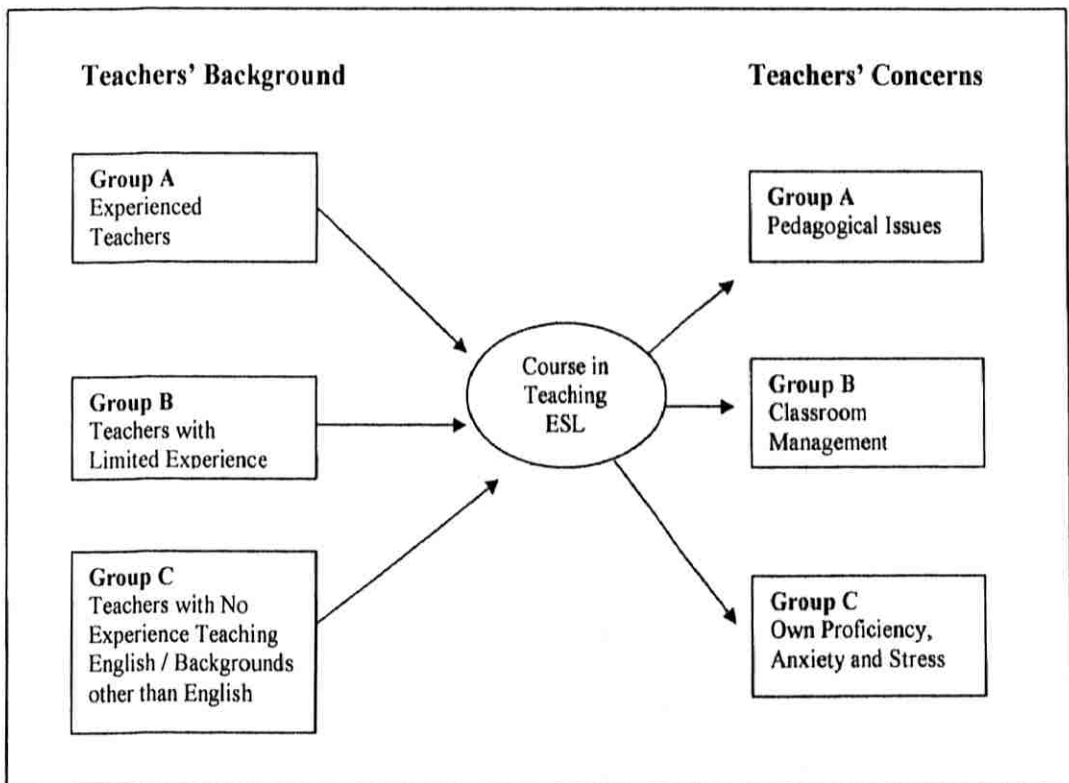 Teachers' Background
Group A
Experienced
Teachers
Group B
Teachers with
Limited Experience
Group C
Teachers with No
Experience Teaching
English / Backgrounds
other than English
Course in
Teaching
ESL
Teachers' Concerns
Group A
Pedagogical Issues
Group B
Classroom
Management
Group C
Own Proficiency,
Anxiety and Stress